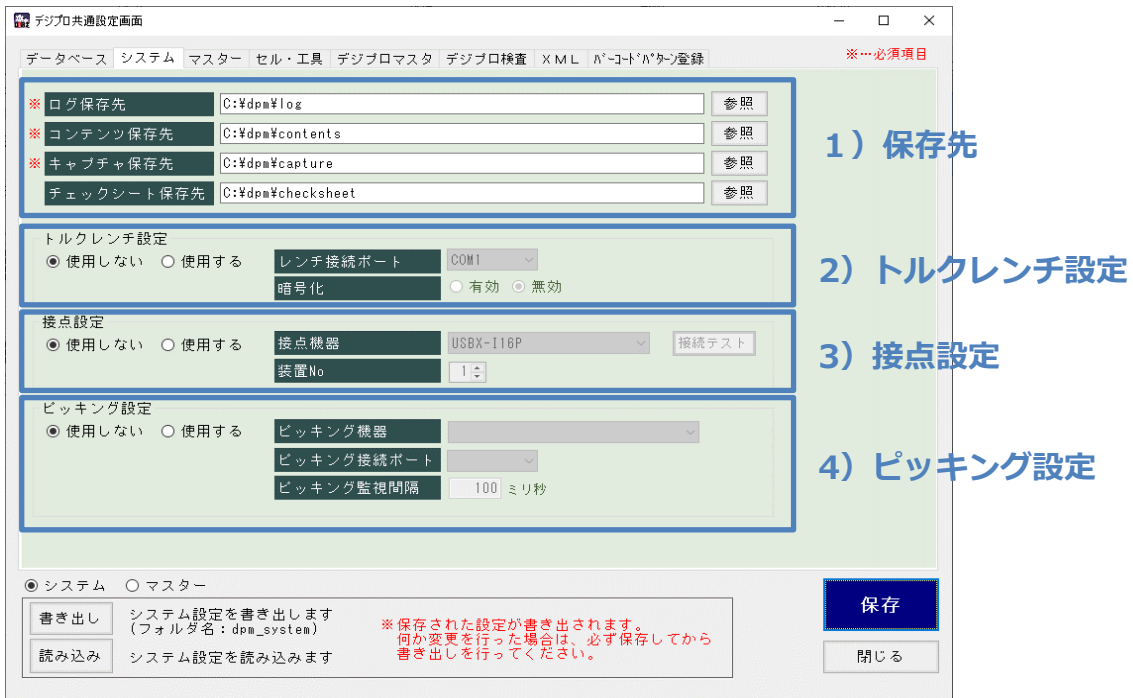 デジプロ共通設定画面
データベース システム マスター セル・工具 デジプロマスタ デジプロ検査 XML バーコードパターン登録
※…必須項目
※ログ保存先 C:¥dpm¥log 参照
※コンテンツ保存先 C:¥dpm¥contents 参照
※キャプチャ保存先 C:¥dpm¥capture 参照
チェックシート保存先 C:¥dpm¥checksheet 参照
1）保存先
トルクレンチ設定
使用しない 使用する レンチ接続ポート COM1
暗号化 有効 無効
2）トルクレンチ設定
接点設定
使用しない 使用する 接点機器 USBX-I16P 接続テスト
装置No 1
3）接点設定
ピッキング設定
使用しない 使用する ピッキング機器
ピッキング接続ポート
ピッキング監視間隔 100 ミリ秒
4）ピッキング設定
システム マスター
書き出し システム設定を書き出します
(フォルダ名：dpm_system)
読み込み システム設定を読み込みます
※保存された設定が書き出されます。
何か変更を行った場合は、必ず保存してから
書き出しを行ってください。
保存
閉じる